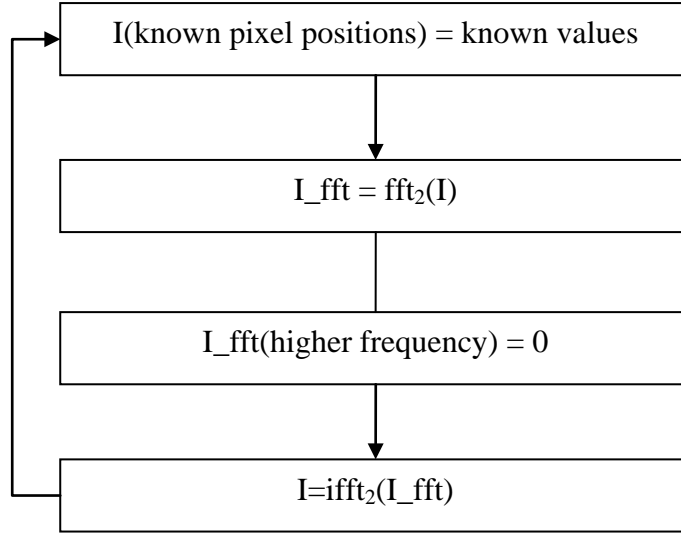 I(known pixel positions) = known values
I_fft = fft₂(I)
I_fft(higher frequency) = 0
I=ifft₂(I_fft)